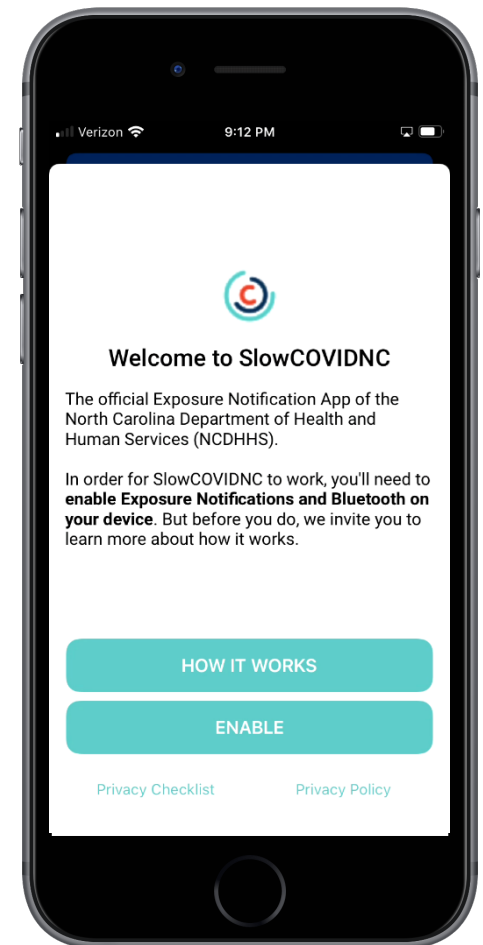 Verizon 9:12 PM
C
Welcome to SlowCOVIDNC
The official Exposure Notification App of the
North Carolina Department of Health and
Human Services (NCDHHS).
In order for SlowCOVIDNC to work, you'll need to
enable Exposure Notifications and Bluetooth on
your device. But before you do, we invite you to
learn more about how it works.
HOW IT WORKS
ENABLE
Privacy Checklist Privacy Policy